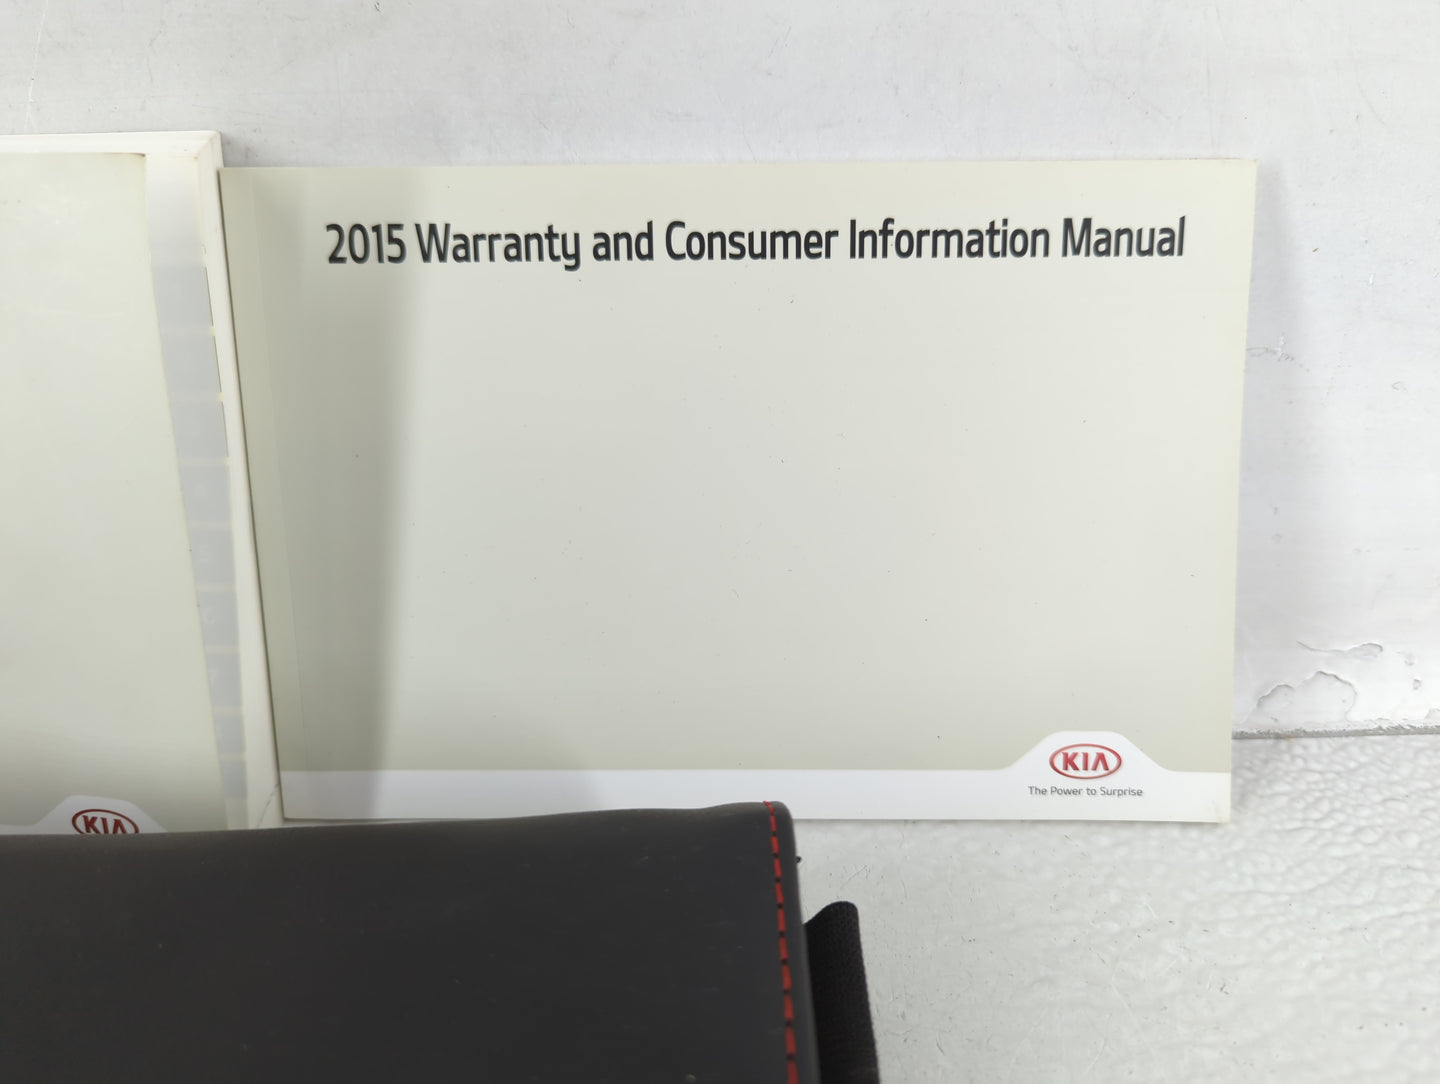 2015 Warranty and Consumer Information Manual
KIA
The Power to Surprise
KIA